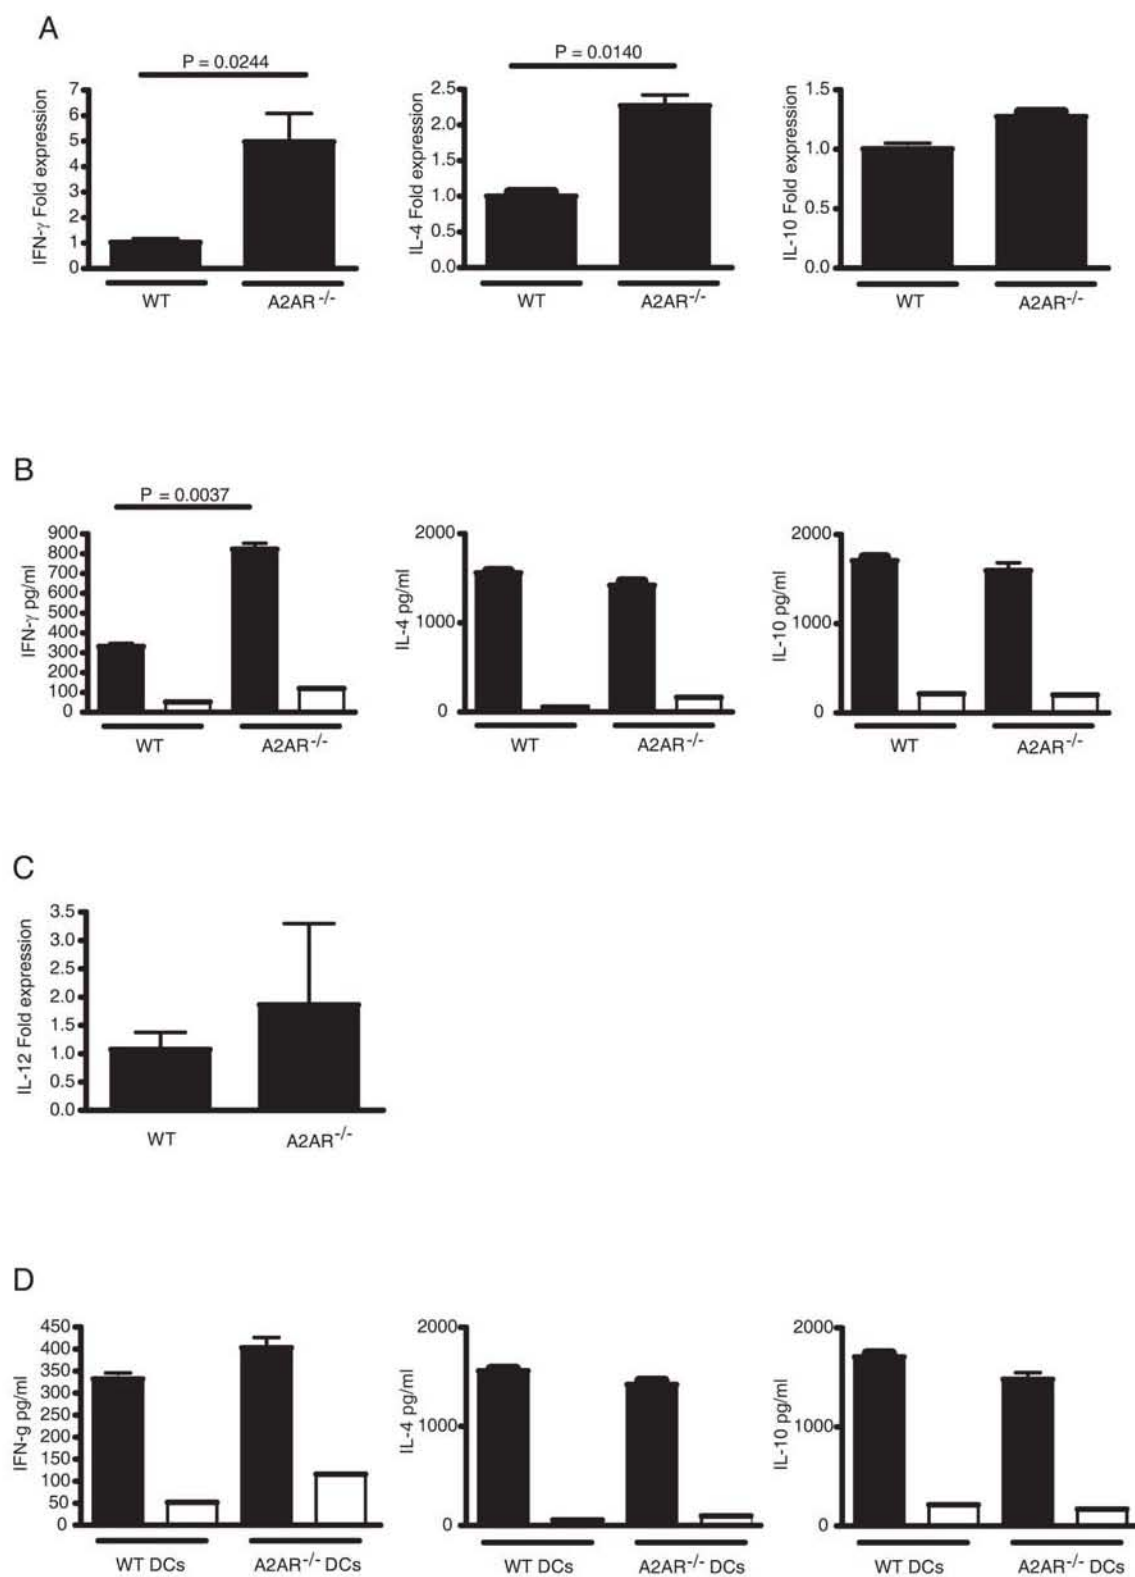 A
P = 0.0244
IFN-γ Fold expression
7
6
5
4
3
2
1
0
WT
A2AR-/-
P = 0.0140
IL-4 Fold expression
2.5
2.0
1.5
1.0
0.5
0.0
WT
A2AR-/-
IL-10 Fold expression
1.5
1.0
0.5
0.0
WT
A2AR-/-
B
P = 0.0037
IFN-γ pg/ml
900
800
700
600
500
400
300
200
100
0
WT
A2AR-/-
IL-4 pg/ml
2000
1000
0
WT
A2AR-/-
IL-10 pg/ml
2000
1000
0
WT
A2AR-/-
C
IL-12 Fold expression
3.5
3.0
2.5
2.0
1.5
1.0
0.5
0.0
WT
A2AR-/-
D
IFN-g pg/ml
450
400
350
300
250
200
150
100
50
0
WT DCs
A2AR-/- DCs
IL-4 pg/ml
2000
1000
0
WT DCs
A2AR-/- DCs
IL-10 pg/ml
2000
1000
0
WT DCs
A2AR-/- DCs